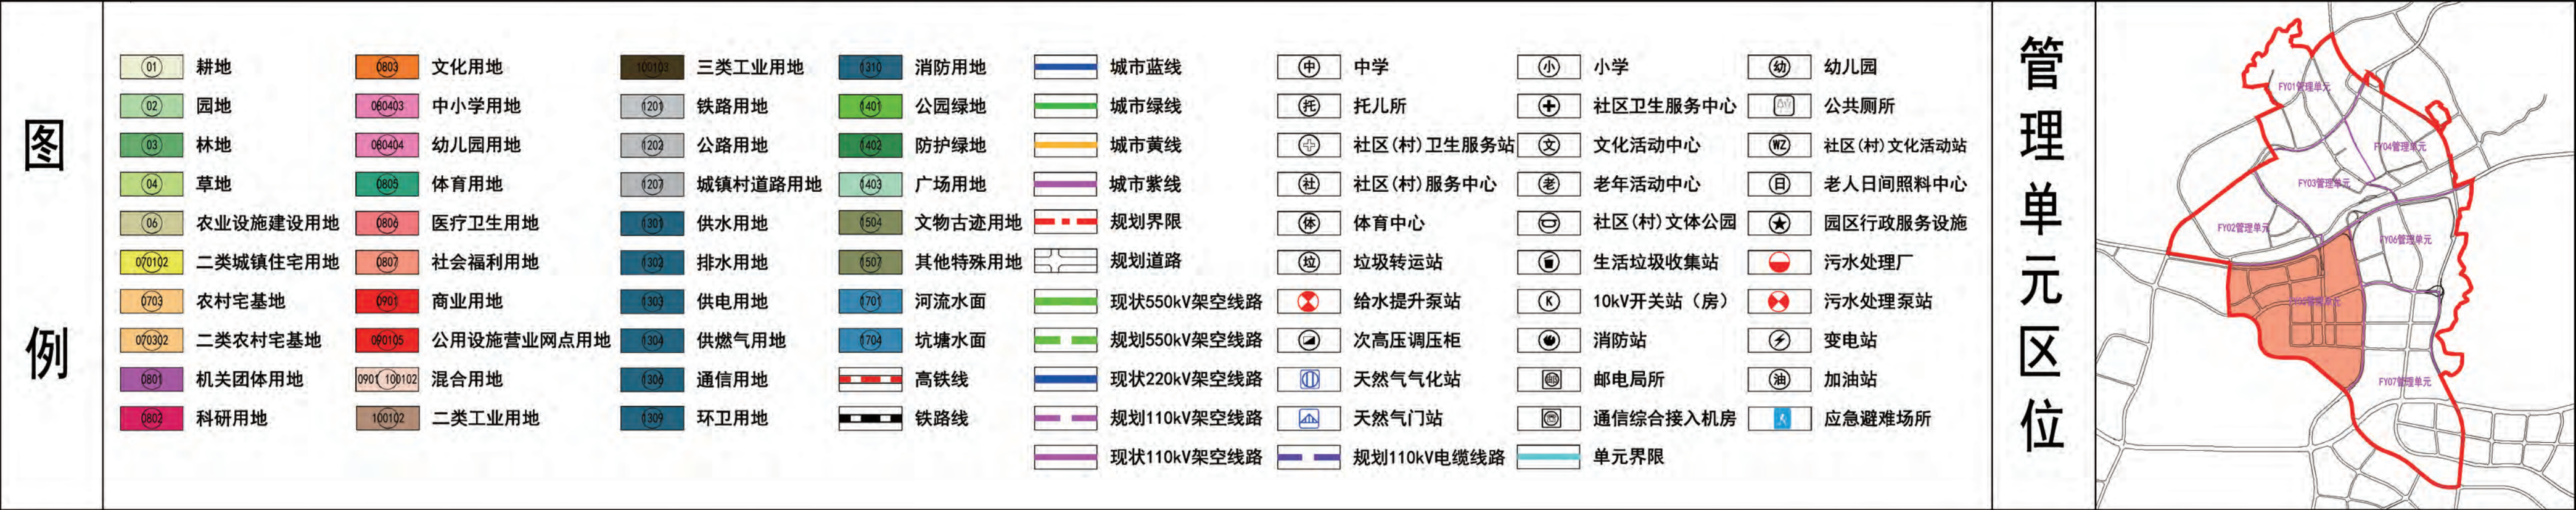 图例
01 耕地
02 园地
03 林地
04 草地
06 农业设施建设用地
070102 二类城镇住宅用地
0703 农村宅基地
070302 二类农村宅基地
0801 机关团体用地
0802 科研用地
0803 文化用地
080403 中小学用地
080404 幼儿园用地
0805 体育用地
0806 医疗卫生用地
0807 社会福利用地
0901 商业用地
090105 公用设施营业网点用地
0901 100102 混合用地
100102 二类工业用地
100103 三类工业用地
1201 铁路用地
1202 公路用地
1207 城镇村道路用地
1301 供水用地
1302 排水用地
1303 供电用地
1304 供燃气用地
1306 通信用地
1309 环卫用地
1310 消防用地
1401 公园绿地
1402 防护绿地
1403 广场用地
1504 文物古迹用地
1507 其他特殊用地
1701 河流水面
1704 坑塘水面
高铁线
铁路线
城市蓝线
城市绿线
城市黄线
城市紫线
规划界限
规划道路
现状550kV架空线路
规划550kV架空线路
现状220kV架空线路
规划110kV架空线路
现状110kV架空线路
中 中学
托 托儿所
社区(村)卫生服务站
社 社区(村)服务中心
体 体育中心
垃 垃圾转运站
给水提升泵站
次高压调压柜
天然气气化站
天然气门站
规划110kV电缆线路
小 小学
社区卫生服务中心
文 文化活动中心
老 老年活动中心
社区(村)文体公园
生活垃圾收集站
K 10kV开关站（房）
消防站
邮电局所
通信综合接入机房
单元界限
幼 幼儿园
公共厕所
WZ 社区(村)文化活动站
日 老人日间照料中心
园区行政服务设施
污水处理厂
污水处理泵站
变电站
油 加油站
应急避难场所
管理单元区位
FY01管理单元
FY04管理单元
FY03管理单元
FY02管理单元
FY06管理单元
FY07管理单元